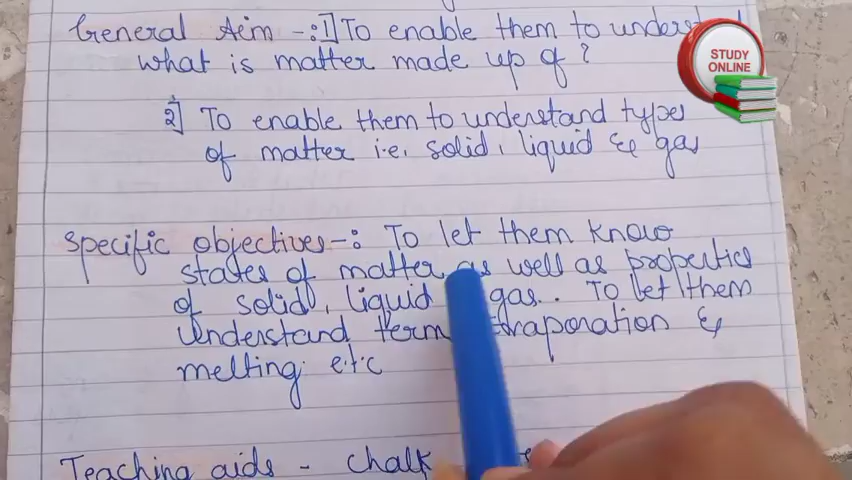 General Aim -:1] To enable them to underst
what is matter made up of?
2] To enable them to understand types
of matter i.e. solid, liquid & gas
Specific objectives-: To let them know
states of matter as well as properties
of solid, liquid gas.. To let them
Understand term Evaporation &
melting e.t.c
Teaching aids - chalk
STUDY
ONLINE